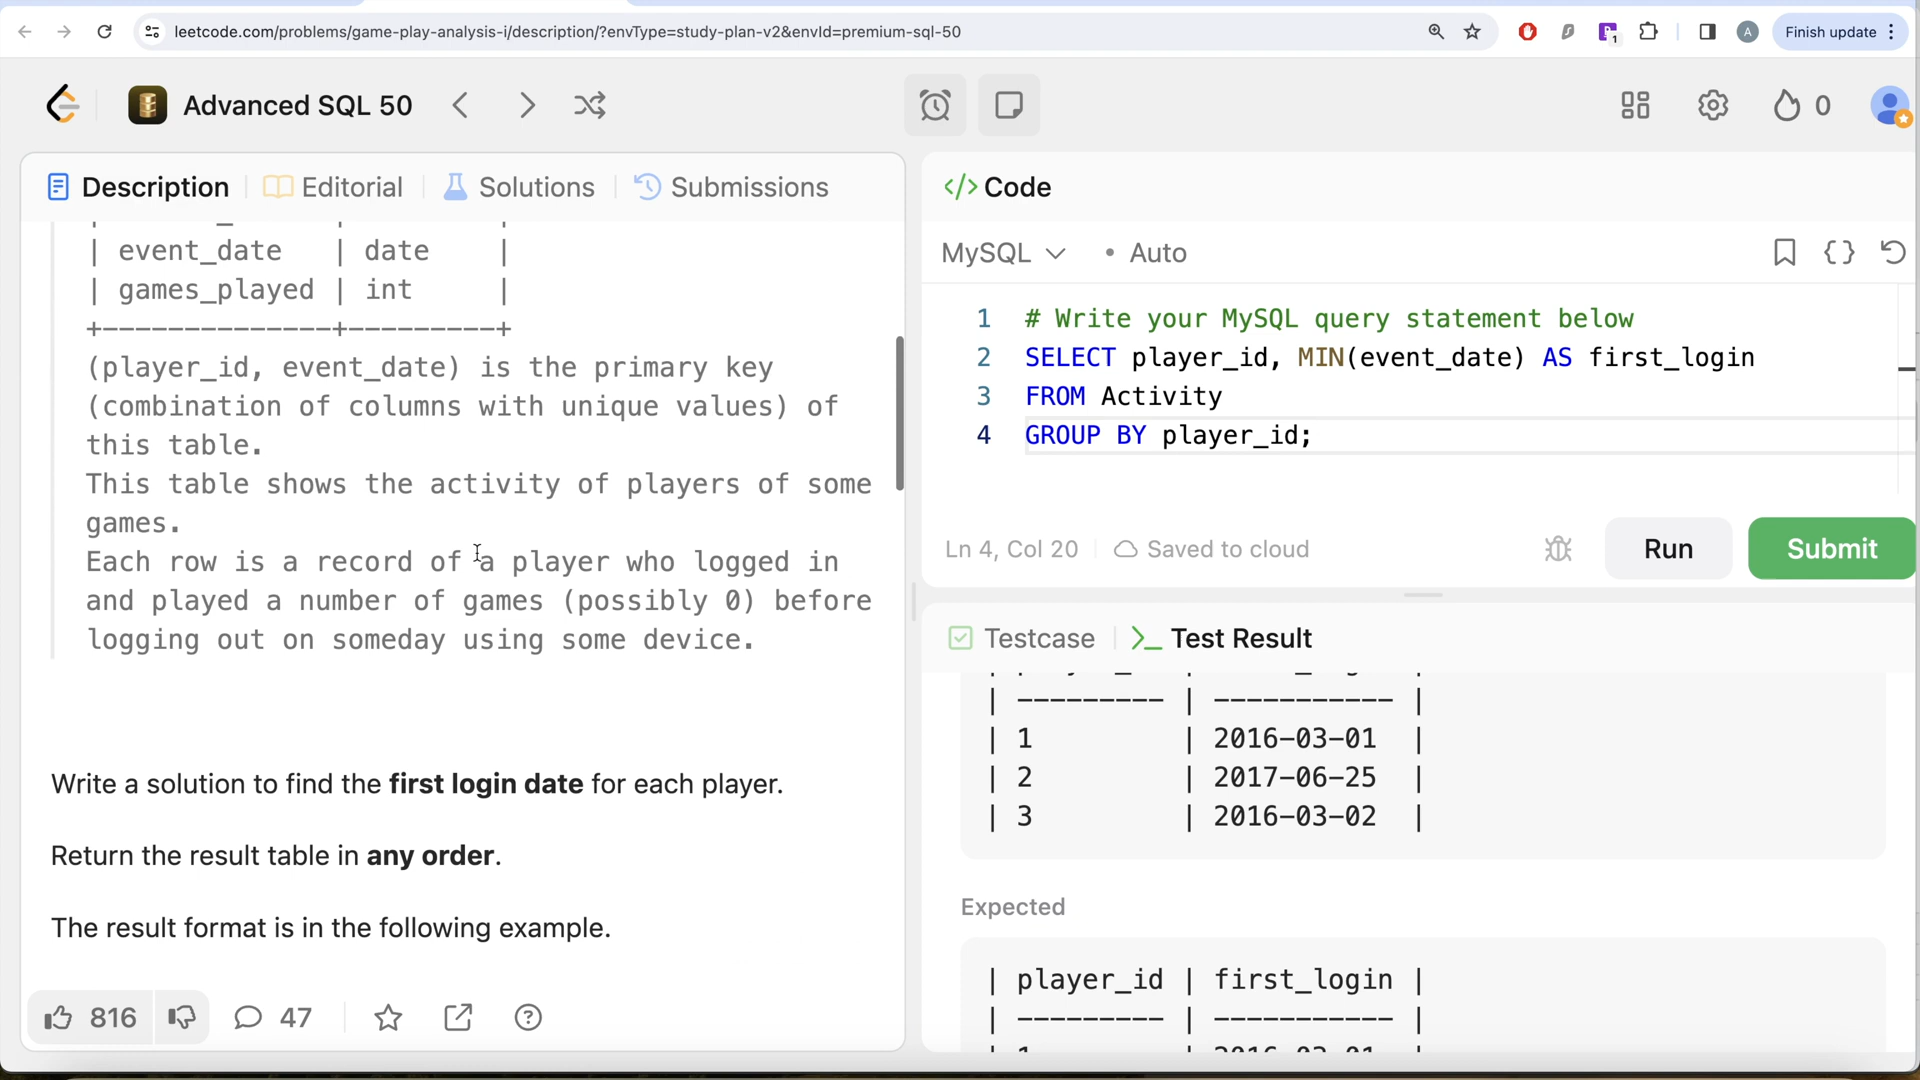 leetcode.com/problems/game-play-analysis-i/description/?envType=study-plan-v2&envId=premium-sql-50
1
A
Finish update
Advanced SQL 50
0
Description
Editorial
Solutions
Submissions
| event_date | date |
| games_played | int |
+--------------+---------+
(player_id, event_date) is the primary key
(combination of columns with unique values) of
this table.
This table shows the activity of players of some
games.
Each row is a record of a player who logged in
and played a number of games (possibly 0) before
logging out on someday using some device.
Write a solution to find the first login date for each player.
Return the result table in any order.
The result format is in the following example.
816
47
</> Code
MySQL
• Auto
{}
1 # Write your MySQL query statement below
2 SELECT player_id, MIN(event_date) AS first_login
3 FROM Activity
4 GROUP BY player_id;
Ln 4, Col 20
Saved to cloud
Run
Submit
Testcase
>_ Test Result
| --------- | ----------- |
| 1 | 2016-03-01 |
| 2 | 2017-06-25 |
| 3 | 2016-03-02 |
Expected
| player_id | first_login |
| --------- | ----------- |